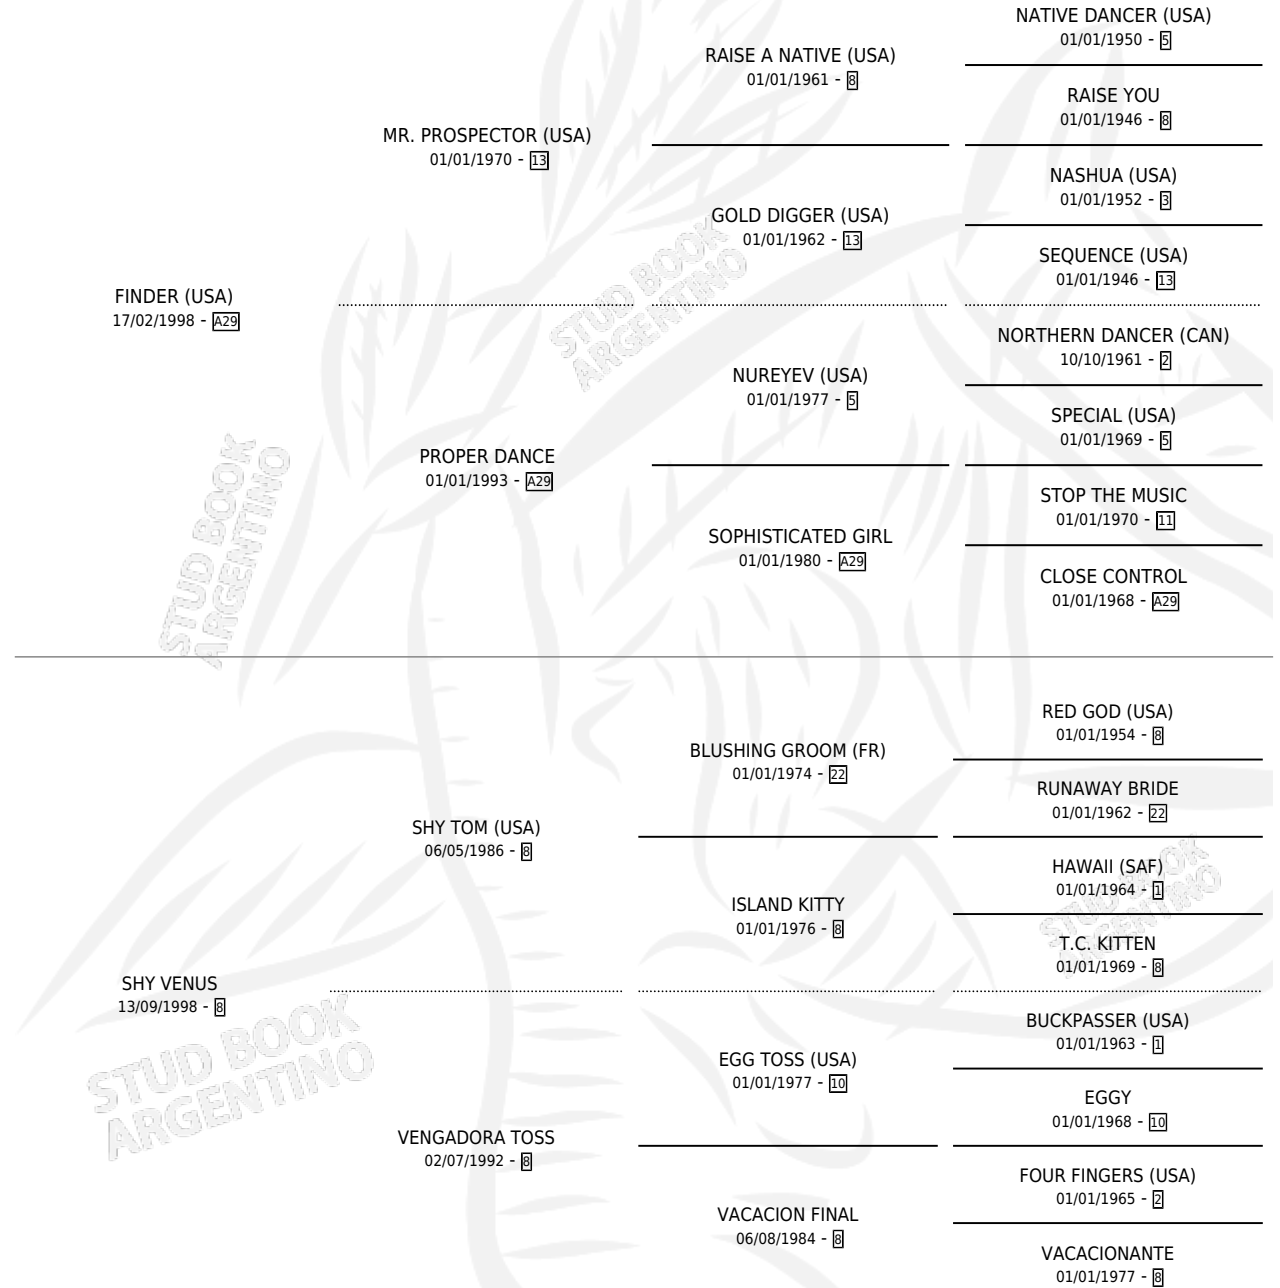 NATIVE DANCER (USA)
01/01/1950 - 5
RAISE A NATIVE (USA)
01/01/1961 - 8
RAISE YOU
01/01/1946 - 8
MR. PROSPECTOR (USA)
01/01/1970 - 13
NASHUA (USA)
01/01/1952 - 3
GOLD DIGGER (USA)
01/01/1962 - 13
SEQUENCE (USA)
01/01/1946 - 13
FINDER (USA)
17/02/1998 - A29
STUD BOOK
ARGENTINO
NORTHERN DANCER (CAN)
10/10/1961 - 2
NUREYEV (USA)
01/01/1977 - 5
SPECIAL (USA)
01/01/1969 - 5
PROPER DANCE
01/01/1993 - A29
STOP THE MUSIC
01/01/1970 - 11
SOPHISTICATED GIRL
01/01/1980 - A29
CLOSE CONTROL
01/01/1968 - A29
STUD BOOK
ARGENTINO
RED GOD (USA)
01/01/1954 - 8
BLUSHING GROOM (FR)
01/01/1974 - 22
RUNAWAY BRIDE
01/01/1962 - 22
SHY TOM (USA)
06/05/1986 - 8
HAWAII (SAF)
01/01/1964 - 1
ISLAND KITTY
01/01/1976 - 8
T.C. KITTEN
01/01/1969 - 8
STUD BOOK
ARGENTINO
SHY VENUS
13/09/1998 - 8
STUD BOOK
ARGENTINO
BUCKPASSER (USA)
01/01/1963 - 1
EGG TOSS (USA)
01/01/1977 - 10
EGGY
01/01/1968 - 10
VENGADORA TOSS
02/07/1992 - 8
FOUR FINGERS (USA)
01/01/1965 - 2
VACACION FINAL
06/08/1984 - 8
VACACIONANTE
01/01/1977 - 8